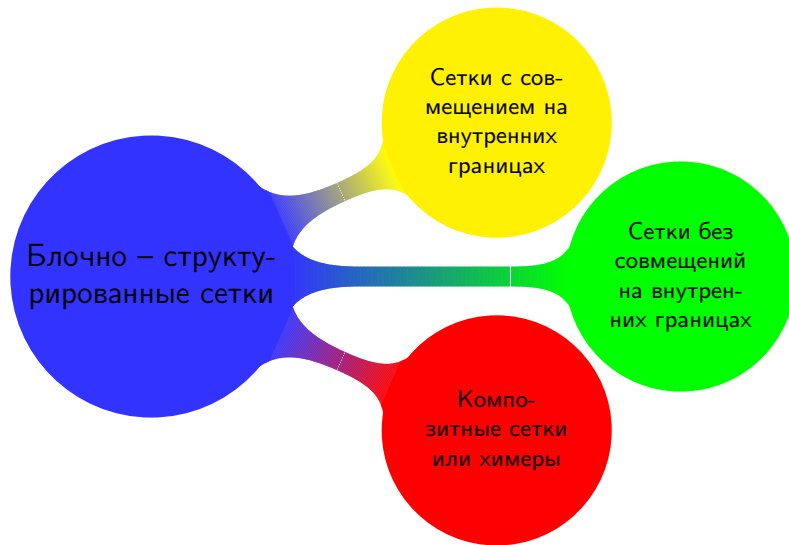 Блочно – структу-
рированные сетки
Сетки с сов-
мещением на
внутренних
границах
Сетки без
совмещений
на внутрен-
них границах
Компо-
зитные сетки
или химеры